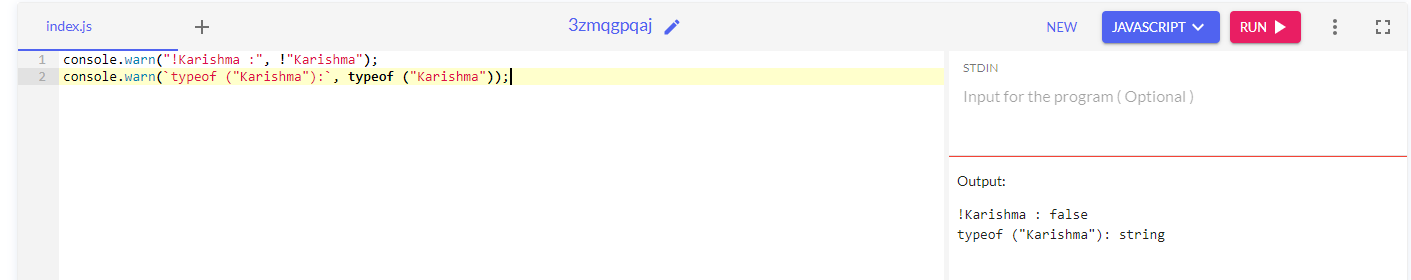 index.js + 3zmqgpqaj NEW JAVASCRIPT RUN
1 console.warn("!Karishma :", !"Karishma");
2 console.warn(`typeof ("Karishma"):`, typeof ("Karishma"));
STDIN
Input for the program ( Optional )
Output:
!Karishma : false
typeof ("Karishma"): string